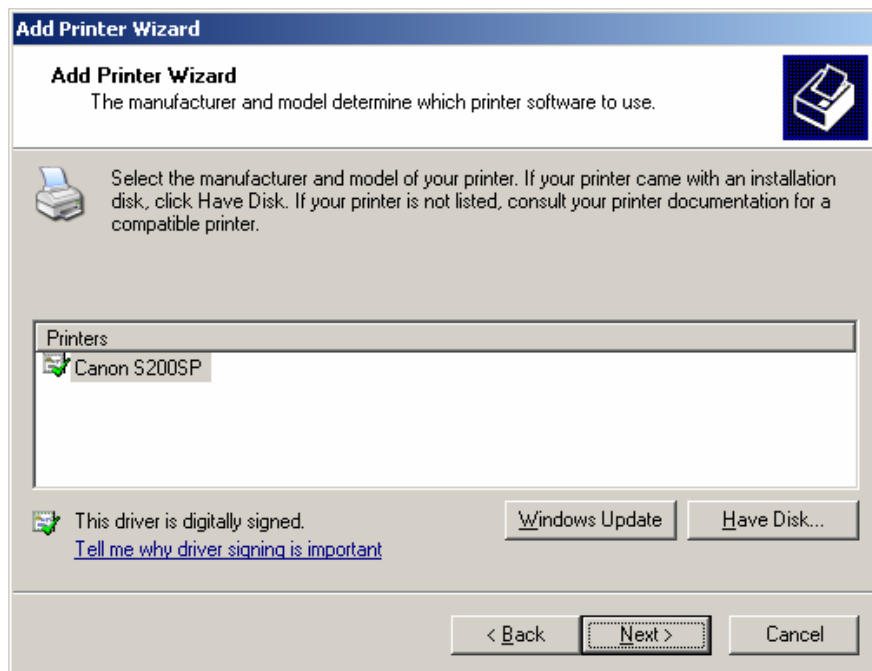 Add Printer Wizard
Add Printer Wizard
The manufacturer and model determine which printer software to use.
Select the manufacturer and model of your printer. If your printer came with an installation
disk, click Have Disk. If your printer is not listed, consult your printer documentation for a
compatible printer.
Printers
Canon S200SP
This driver is digitally signed.
Windows Update
Have Disk...
Tell me why driver signing is important
< Back
Next >
Cancel